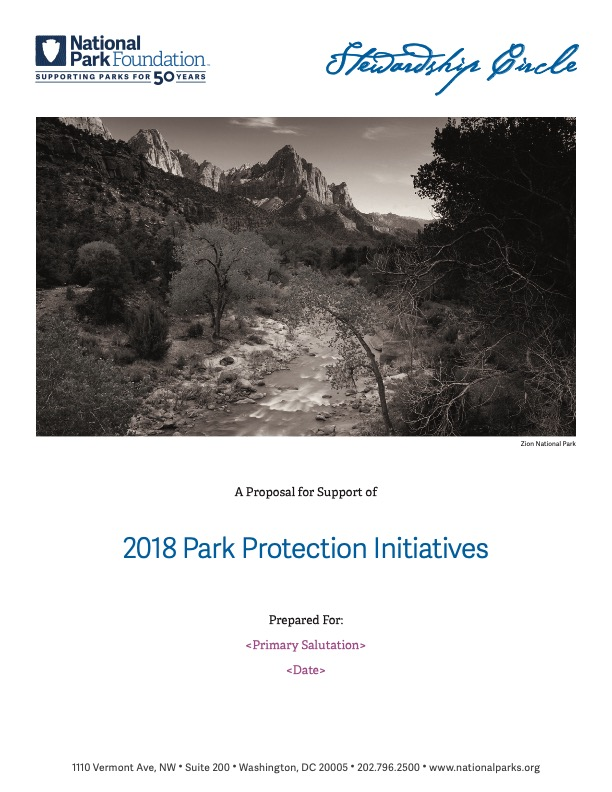 National
Park Foundation™
SUPPORTING PARKS FOR 50 YEARS
Stewardship Circle
Zion National Park
A Proposal for Support of
2018 Park Protection Initiatives
Prepared For:
<Primary Salutation>
<Date>
1110 Vermont Ave, NW • Suite 200 • Washington, DC 20005 • 202.796.2500 • www.nationalparks.org